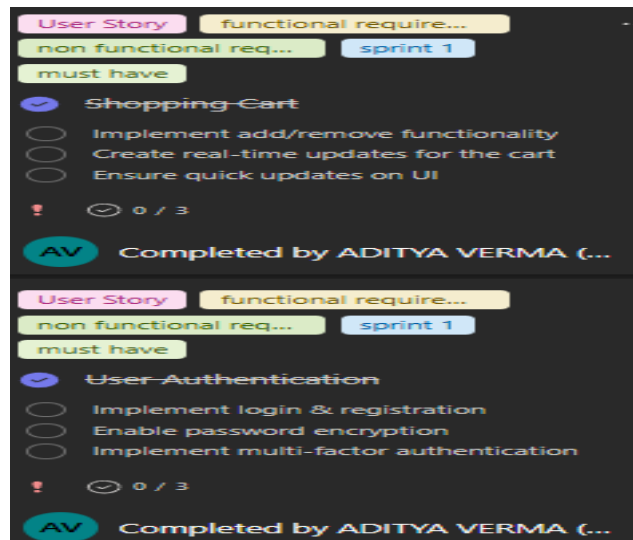 User Story functional require...
non functional req... sprint 1
must have
Shopping Cart
Implement add/remove functionality
Create real-time updates for the cart
Ensure quick updates on UI
0 / 3
AV Completed by ADITYA VERMA (...
User Story functional require...
non functional req... sprint 1
must have
User Authentication
Implement login & registration
Enable password encryption
Implement multi-factor authentication
0 / 3
AV Completed by ADITYA VERMA (...